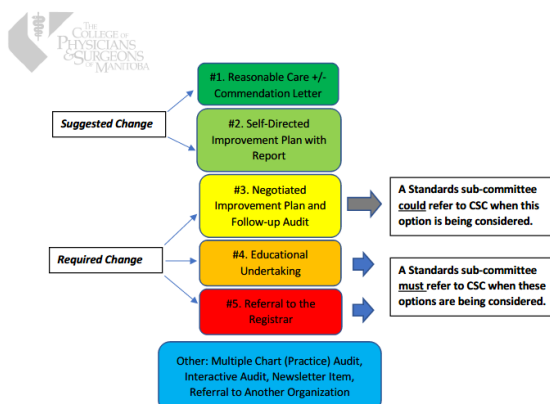 THE
COLLEGE OF
PHYSICIANS
& SURGEONS
OF MANITOBA
#1. Reasonable Care +/-
Commendation Letter
Suggested Change
#2. Self-Directed
Improvement Plan with
Report
#3. Negotiated
Improvement Plan and
Follow-up Audit
A Standards sub-committee
could refer to CSC when this
option is being considered.
Required Change
#4. Educational
Undertaking
A Standards sub-committee
must refer to CSC when these
options are being considered.
#5. Referral to the
Registrar
Other: Multiple Chart (Practice) Audit,
Interactive Audit, Newsletter Item,
Referral to Another Organization